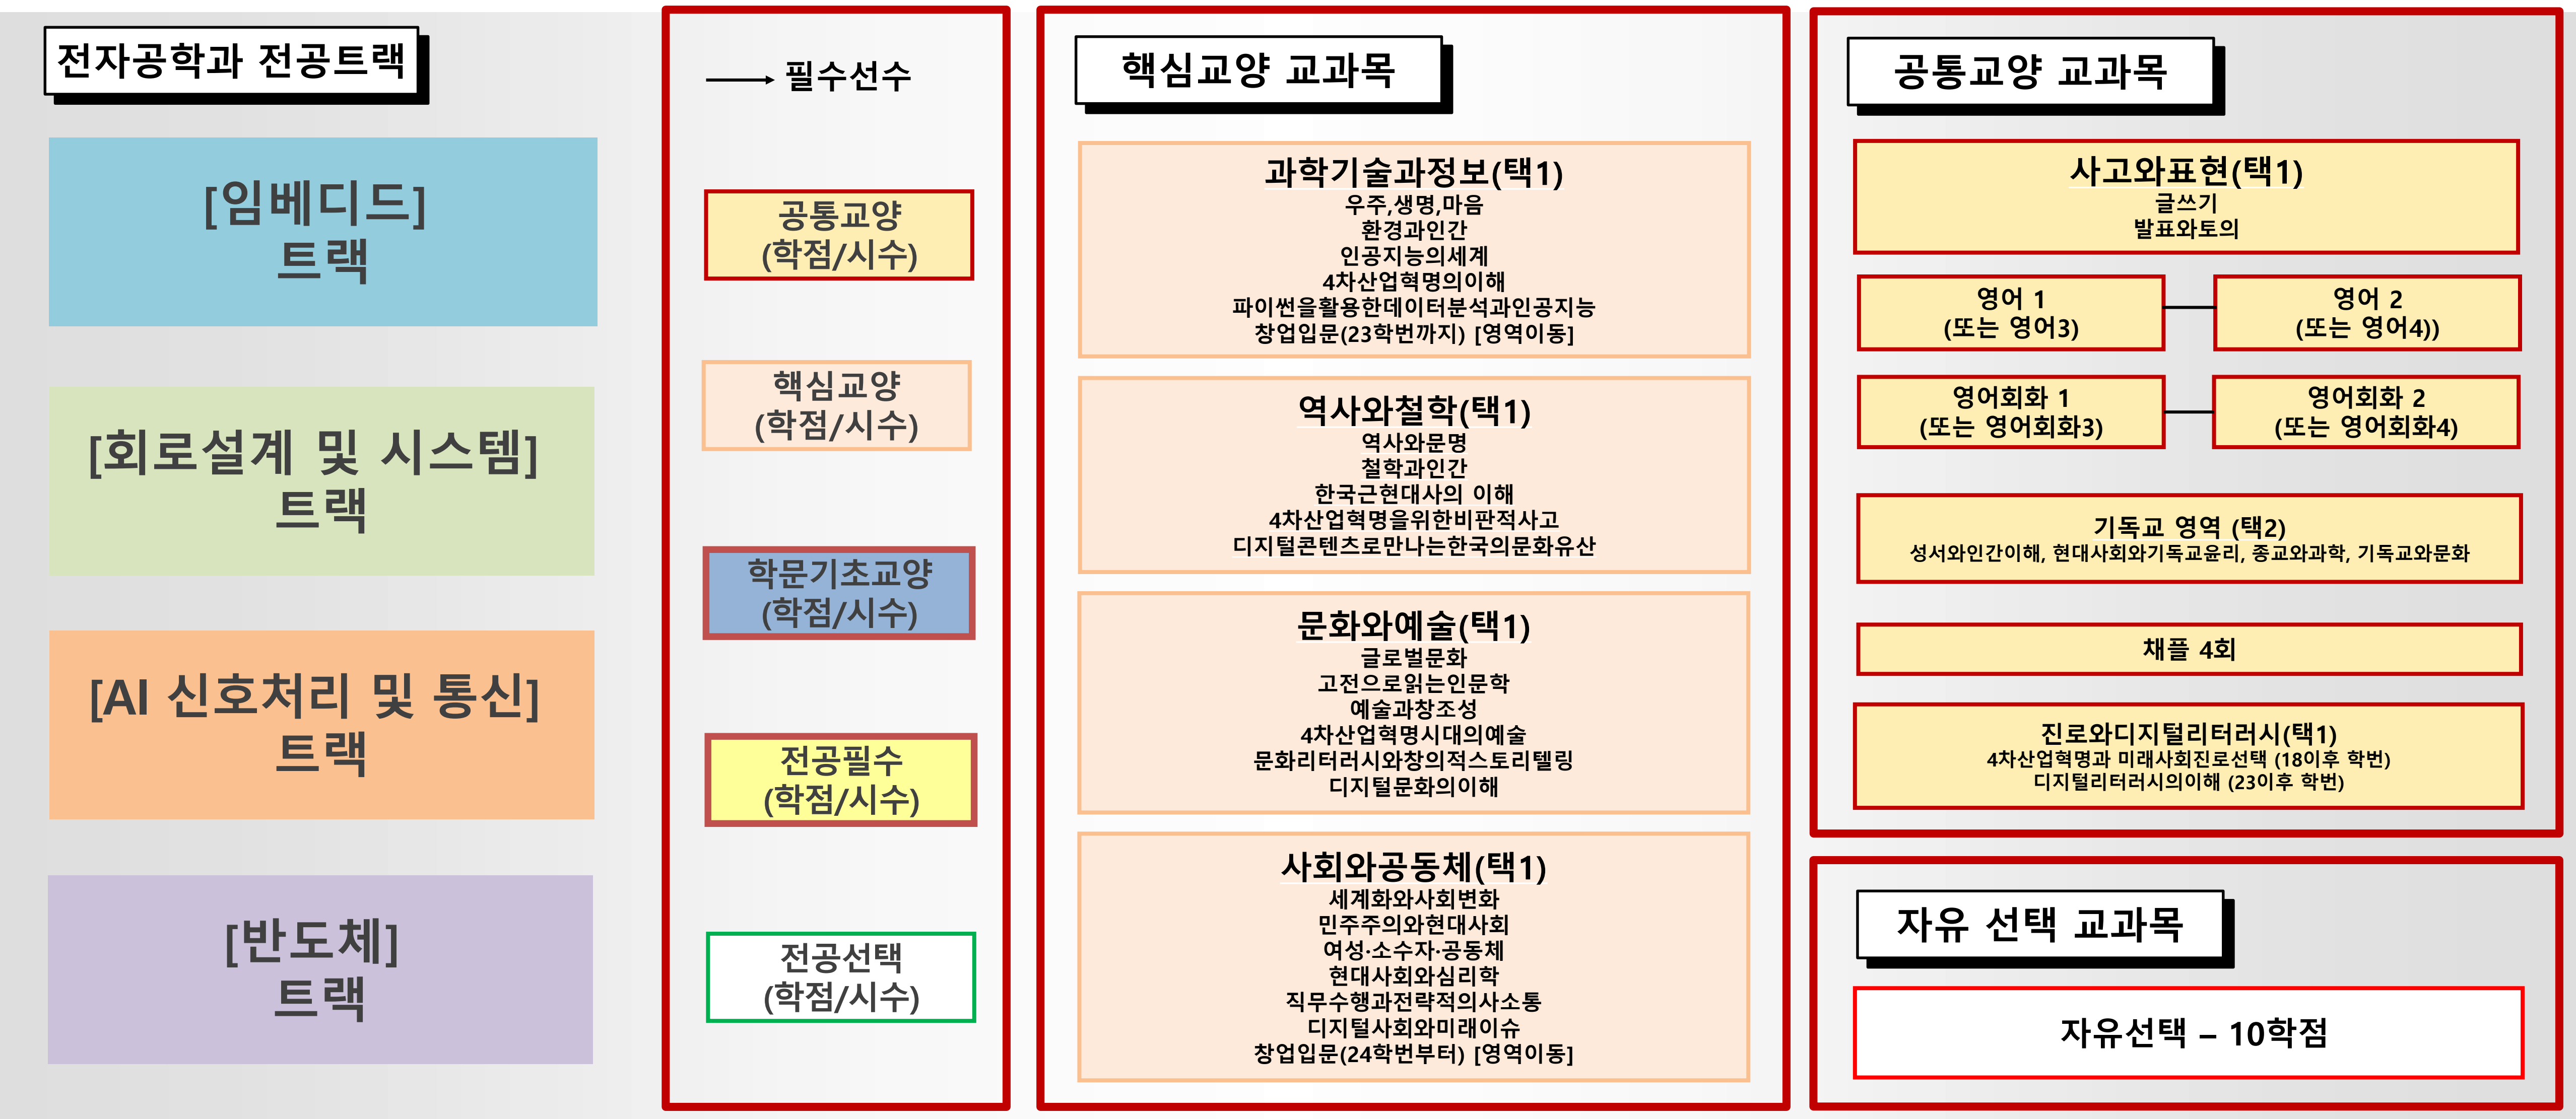 전자공학과 전공트랙
[임베디드]
트랙
[회로설계 및 시스템]
트랙
[AI 신호처리 및 통신]
트랙
[반도체]
트랙
필수선수
공통교양
(학점/시수)
핵심교양
(학점/시수)
학문기초교양
(학점/시수)
전공필수
(학점/시수)
전공선택
(학점/시수)
핵심교양 교과목
과학기술과정보(택1)
우주,생명,마음
환경과인간
인공지능의세계
4차산업혁명의이해
파이썬을활용한데이터분석과인공지능
창업입문(23학번까지) [영역이동]
역사와철학(택1)
역사와문명
철학과인간
한국근현대사의 이해
4차산업혁명을위한비판적사고
디지털콘텐츠로만나는한국의문화유산
문화와예술(택1)
글로벌문화
고전으로읽는인문학
예술과창조성
4차산업혁명시대의예술
문화리터러시와창의적스토리텔링
디지털문화의이해
사회와공동체(택1)
세계화와사회변화
민주주의와현대사회
여성·소수자·공동체
현대사회와심리학
직무수행과전략적의사소통
디지털사회와미래이슈
창업입문(24학번부터) [영역이동]
공통교양 교과목
사고와표현(택1)
글쓰기
발표와토의
영어 1
(또는 영어3)
영어 2
(또는 영어4))
영어회화 1
(또는 영어회화3)
영어회화 2
(또는 영어회화4)
기독교 영역 (택2)
성서와인간이해, 현대사회와기독교윤리, 종교와과학, 기독교와문화
채플 4회
진로와디지털리터러시(택1)
4차산업혁명과 미래사회진로선택 (18이후 학번)
디지털리터러시의이해 (23이후 학번)
자유 선택 교과목
자유선택 – 10학점